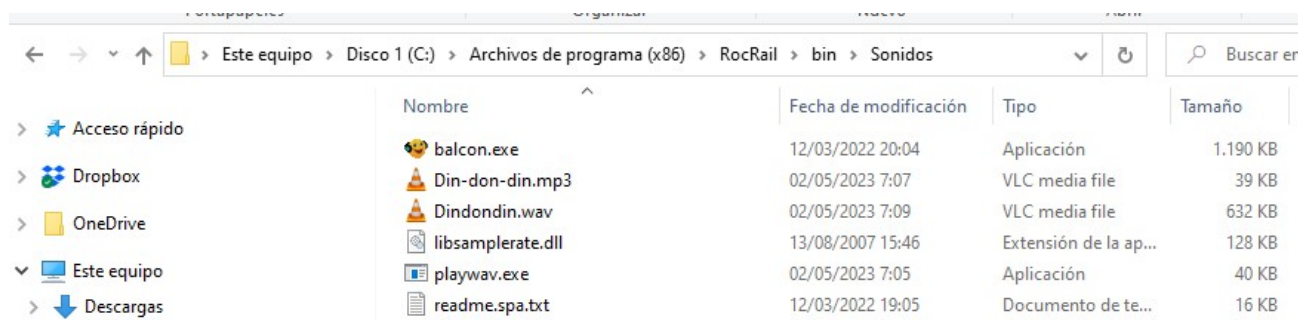 Este equipo > Disco 1 (C:) > Archivos de programa (x86) > RocRail > bin > Sonidos
Buscar en
Nombre Fecha de modificación Tipo Tamaño
Acceso rápido
balcon.exe 12/03/2022 20:04 Aplicación 1.190 KB
Dropbox
Din-don-din.mp3 02/05/2023 7:07 VLC media file 39 KB
Dindondin.wav 02/05/2023 7:09 VLC media file 632 KB
OneDrive
libsamplerate.dll 13/08/2007 15:46 Extensión de la ap... 128 KB
Este equipo
playwav.exe 02/05/2023 7:05 Aplicación 40 KB
Descargas
readme.spa.txt 12/03/2022 19:05 Documento de te... 16 KB